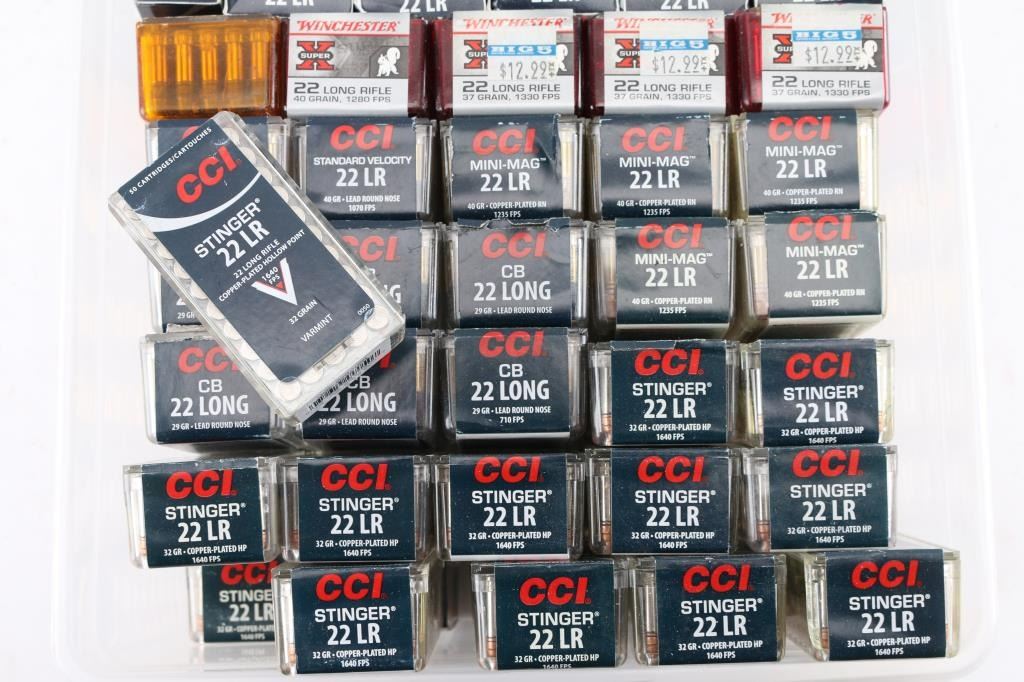 22 LR
WINCHESTER
SUPER X
22 LONG RIFLE
40 GRAIN, 1280 FPS
WINCHESTER
SUPER X
BIG 5
$12.99
22 LONG RIFLE
37 GRAIN, 1330 FPS
WINCHESTER
SUPER X
BIG 5
$12.99
22 LONG RIFLE
37 GRAIN, 1330 FPS
WINCHESTER
BIG 5
$12.99
22 LONG RIFLE
37 GRAIN, 1330 FPS
50 CARTRIDGES/CARTOUCHES
CCI
STINGER®
22 LR
22 LONG RIFLE
COPPER-PLATED HOLLOW POINT
1640
FPS
32 GRAIN
VARMINT
0050
CCI
STANDARD VELOCITY
22 LR
40 GR • LEAD ROUND NOSE
1070 FPS
CCI
MINI-MAG™
22 LR
40 GR • COPPER-PLATED RN
1235 FPS
CCI
MINI-MAG™
22 LR
40 GR • COPPER-PLATED RN
1235 FPS
CCI
MINI-MAG™
22 LR
40 GR • COPPER-PLATED RN
1235 FPS
CCI
CCI
CB
22 LONG
29 GR • LEAD ROUND NOSE
CCI
MINI-MAG™
22 LR
40 GR • COPPER-PLATED RN
1235 FPS
CCI
MINI-MAG™
22 LR
40 GR • COPPER-PLATED RN
1235 FPS
CCI
CB
22 LONG
29 GR • LEAD ROUND NOSE
CB
22 LONG
29 GR • LEAD ROUND NOSE
CCI
CB
22 LONG
29 GR • LEAD ROUND NOSE
710 FPS
CCI
STINGER®
22 LR
32 GR • COPPER-PLATED HP
1640 FPS
CCI
STINGER®
22 LR
32 GR • COPPER-PLATED HP
1640 FPS
CCI
STINGER®
22 LR
32 GR • COPPER-PLATED HP
1640 FPS
CCI
STINGER®
22 LR
32 GR • COPPER-PLATED HP
1640 FPS
CCI
STINGER®
22 LR
32 GR • COPPER-PLATED HP
1640 FPS
CCI
STINGER®
22 LR
32 GR • COPPER-PLATED HP
1640 FPS
CCI
STINGER®
22 LR
32 GR • COPPER-PLATED HP
1640 FPS
CCI
STINGER
22 LR
CCI
STINGER®
22 LR
32 GR • COPPER-PLATED HP
1640 FPS
CCI
STINGER®
22 LR
32 GR • COPPER-PLATED HP
1640 FPS
CCI
STINGER®
22 LR
32 GR • COPPER-PLATED HP
1640 FPS
CCI
STINGER®
22 LR
32 GR • COPPER-PLATED HP
1640 FPS